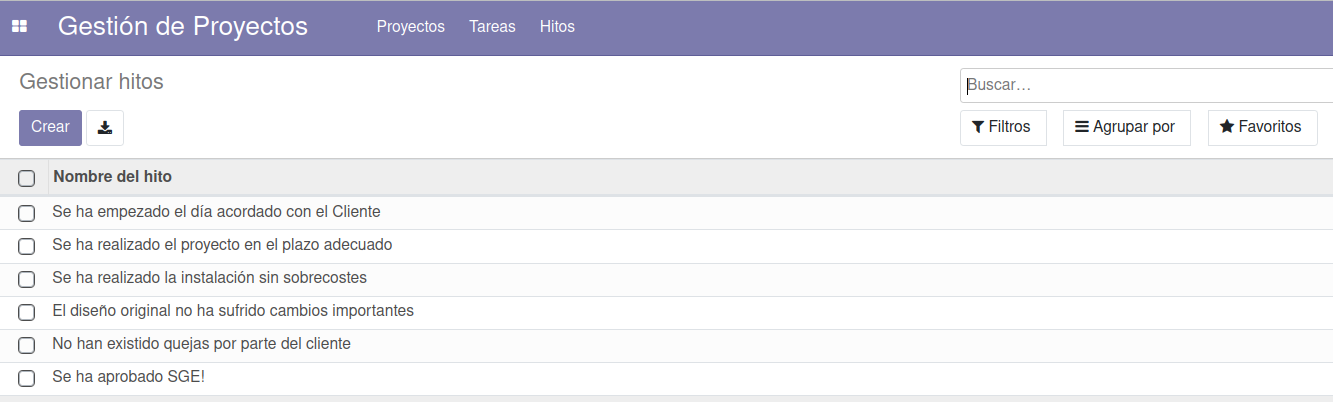 Gestión de Proyectos Proyectos Tareas Hitos
Gestionar hitos
Buscar...
Crear Filtros Agrupar por Favoritos
Nombre del hito
Se ha empezado el día acordado con el Cliente
Se ha realizado el proyecto en el plazo adecuado
Se ha realizado la instalación sin sobrecostes
El diseño original no ha sufrido cambios importantes
No han existido quejas por parte del cliente
Se ha aprobado SGE!